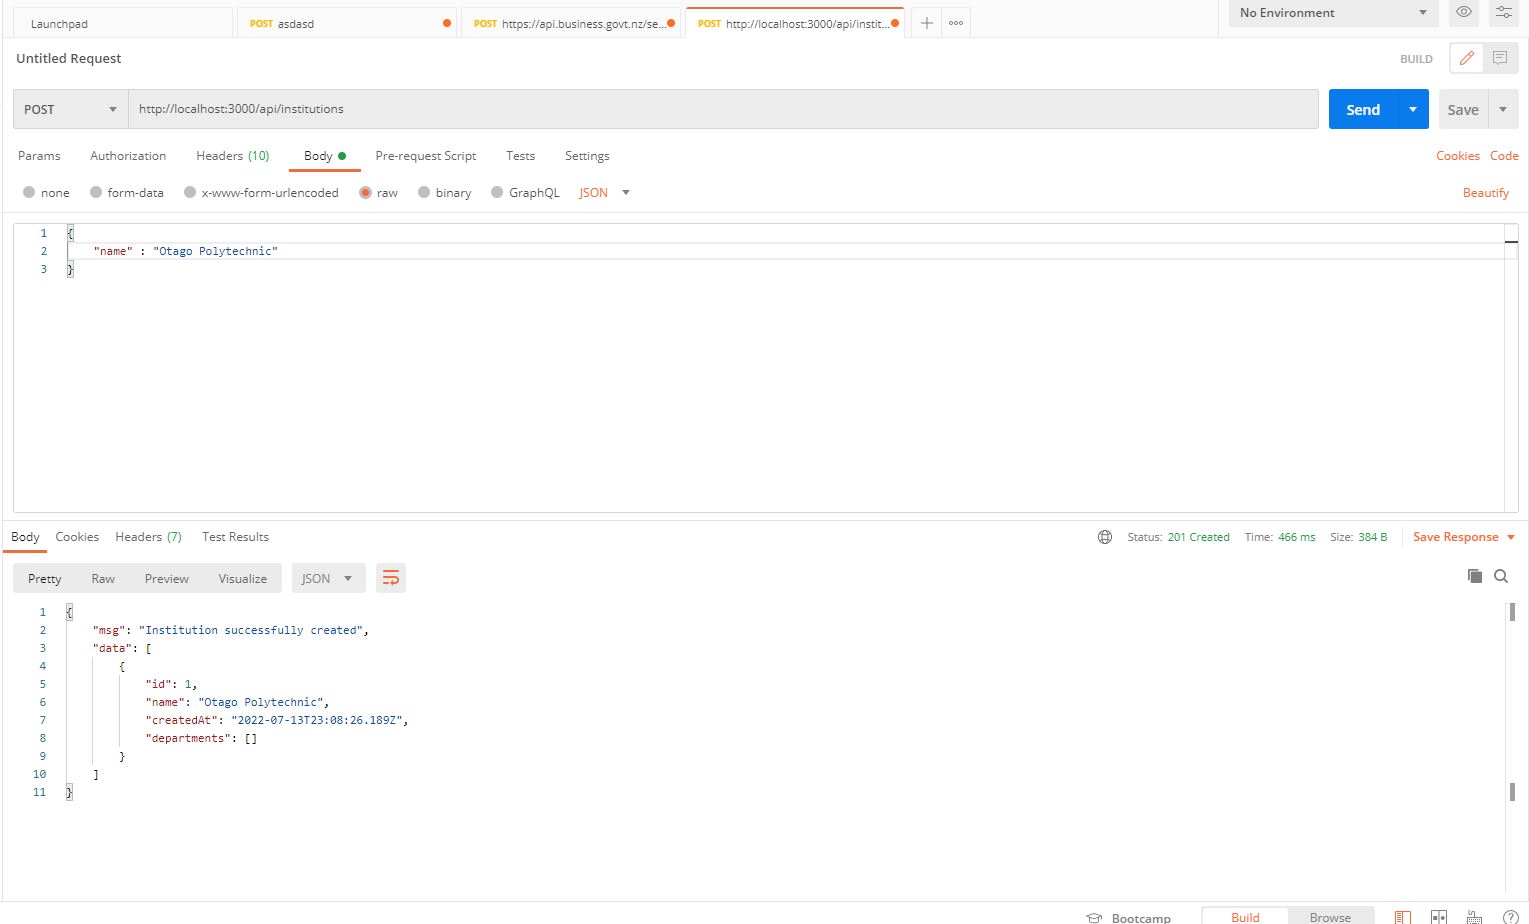 Launchpad POST asdasd POST https://api.business.govt.nz/se... POST http://localhost:3000/api/instit... No Environment
Untitled Request BUILD
POST http://localhost:3000/api/institutions Send Save
Params Authorization Headers (10) Body Pre-request Script Tests Settings Cookies Code
none form-data x-www-form-urlencoded raw binary GraphQL JSON Beautify
1 {
2 "name" : "Otago Polytechnic"
3 }
Body Cookies Headers (7) Test Results Status: 201 Created Time: 466 ms Size: 384 B Save Response
Pretty Raw Preview Visualize JSON
1 {
2 "msg": "Institution successfully created",
3 "data": [
4 {
5 "id": 1,
6 "name": "Otago Polytechnic",
7 "createdAt": "2022-07-13T23:08:26.189Z",
8 "departments": []
9 }
10 ]
11 }
Bootcamp Build Browse